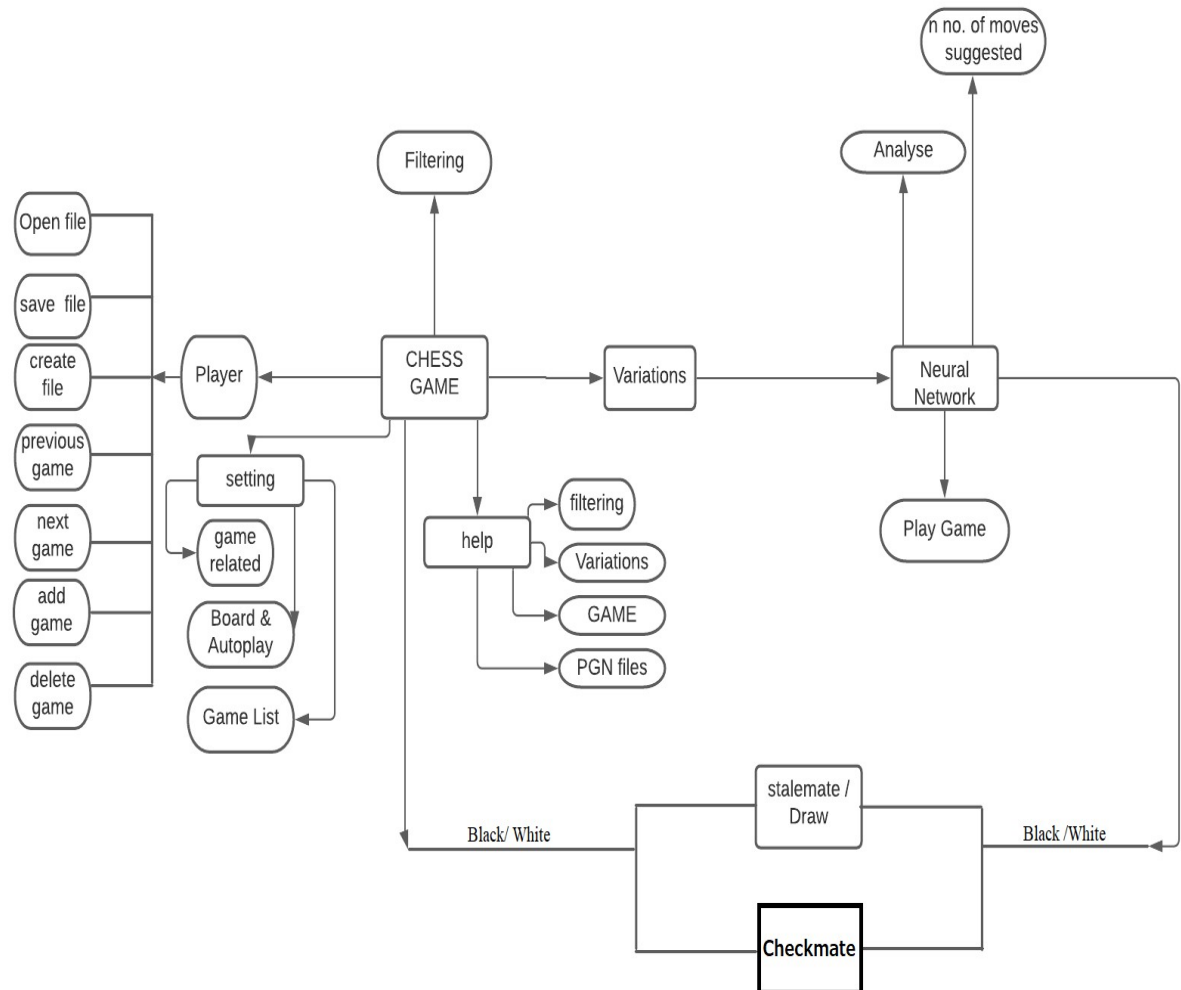 n no. of moves
suggested
Analyse
Filtering
Open file
save file
create
file
previous
game
next
game
add
game
delete
game
Player
CHESS
GAME
Variations
Neural
Network
setting
game
related
Board &
Autoplay
Game List
help
filtering
Variations
GAME
PGN files
Play Game
stalemate /
Draw
Black/ White
Black /White
Checkmate